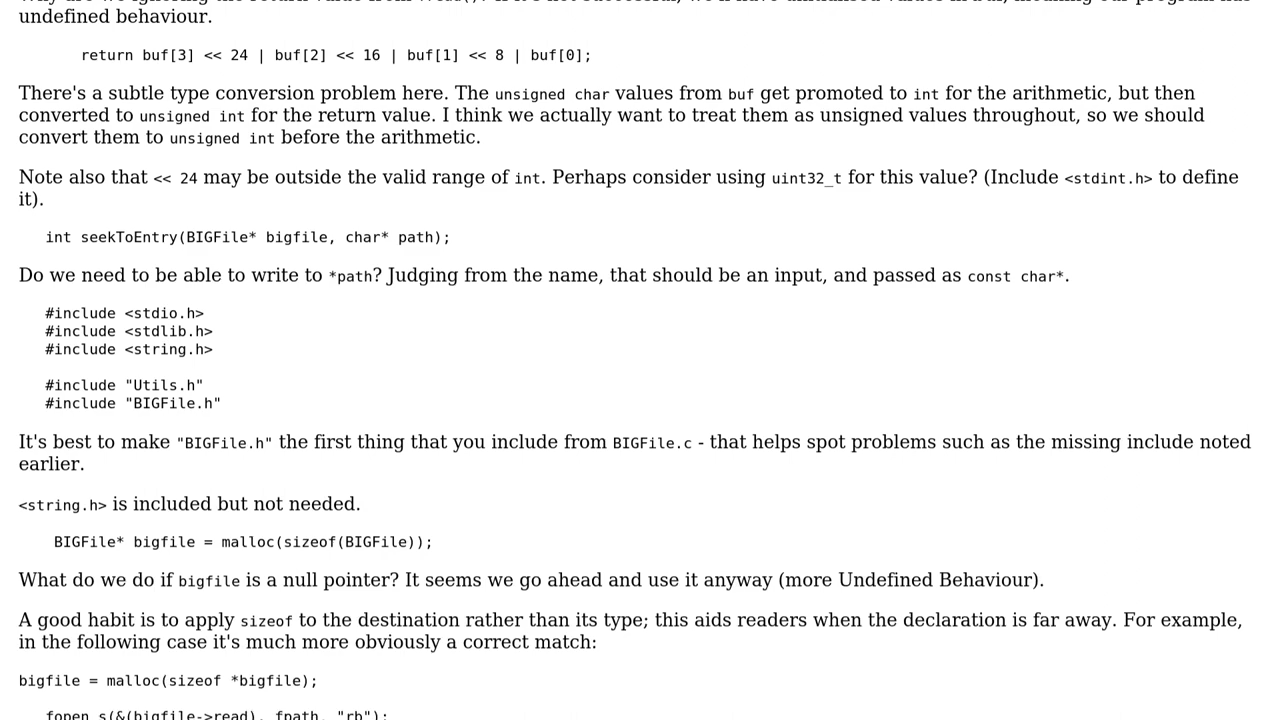 undefined behaviour.
return buf[3] << 24 | buf[2] << 16 | buf[1] << 8 | buf[0];
There's a subtle type conversion problem here. The unsigned char values from buf get promoted to int for the arithmetic, but then
converted to unsigned int for the return value. I think we actually want to treat them as unsigned values throughout, so we should
convert them to unsigned int before the arithmetic.
Note also that << 24 may be outside the valid range of int. Perhaps consider using uint32_t for this value? (Include <stdint.h> to define
it).
int seekToEntry(BIGFile* bigfile, char* path);
Do we need to be able to write to *path? Judging from the name, that should be an input, and passed as const char*.
#include <stdio.h>
#include <stdlib.h>
#include <string.h>
#include "Utils.h"
#include "BIGFile.h"
It's best to make "BIGFile.h" the first thing that you include from BIGFile.c - that helps spot problems such as the missing include noted
earlier.
<string.h> is included but not needed.
BIGFile* bigfile = malloc(sizeof(BIGFile));
What do we do if bigfile is a null pointer? It seems we go ahead and use it anyway (more Undefined Behaviour).
A good habit is to apply sizeof to the destination rather than its type; this aids readers when the declaration is far away. For example,
in the following case it's much more obviously a correct match:
bigfile = malloc(sizeof *bigfile);
fopen_s(&(bigfile->read), fpath, "rb");